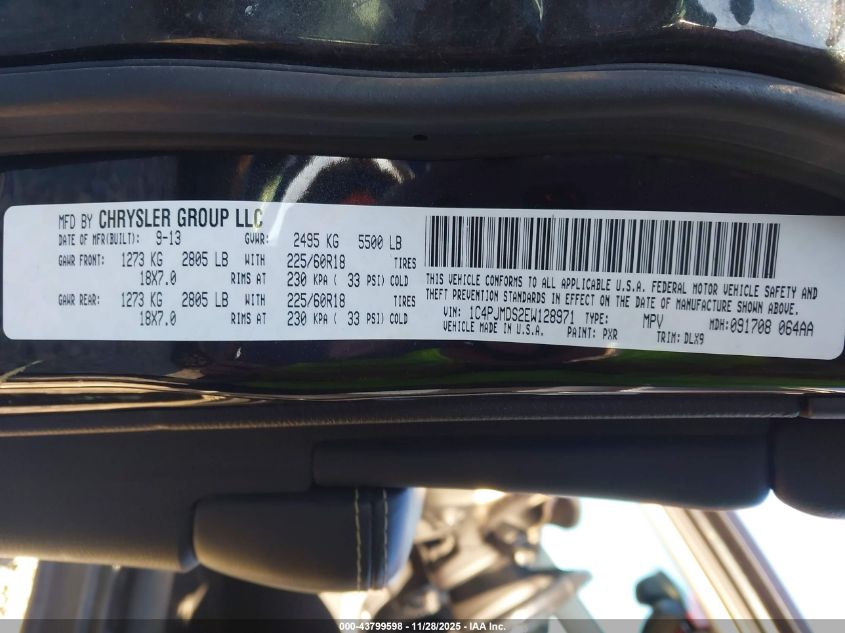 MFD BY CHRYSLER GROUP LLC
DATE OF MFR(BUILT): 9-13 GVWR: 2495 KG 5500 LB
GAWR FRONT: 1273 KG 2805 LB WITH 225/60R18 TIRES
18X7.0 RIMS AT 230 KPA ( 33 PSI) COLD
GAWR REAR: 1273 KG 2805 LB WITH 225/60R18 TIRES
18X7.0 RIMS AT 230 KPA ( 33 PSI) COLD
THIS VEHICLE CONFORMS TO ALL APPLICABLE U.S.A. FEDERAL MOTOR VEHICLE SAFETY AND
THEFT PREVENTION STANDARDS IN EFFECT ON THE DATE OF MANUFACTURE SHOWN ABOVE.
VIN: 1C4PJMDS2EW128971 TYPE: MPV MDH:091708 064AA
VEHICLE MADE IN U.S.A. PAINT: PXR TRIM: DLX9
000-43799598 - 11/28/2025 - IAA Inc.